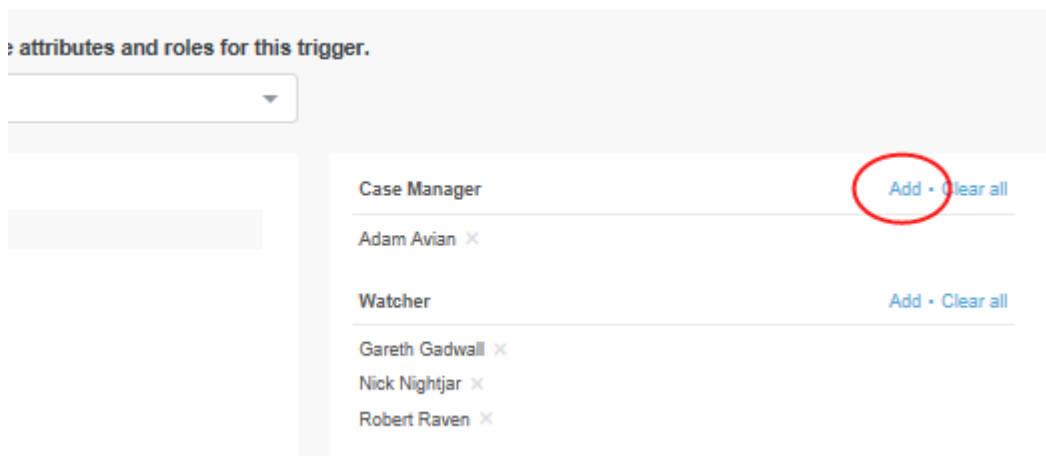 attributes and roles for this trigger.
Case Manager Add • Clear all
Adam Avian ×
Watcher Add • Clear all
Gareth Gadwall ×
Nick Nightjar ×
Robert Raven ×